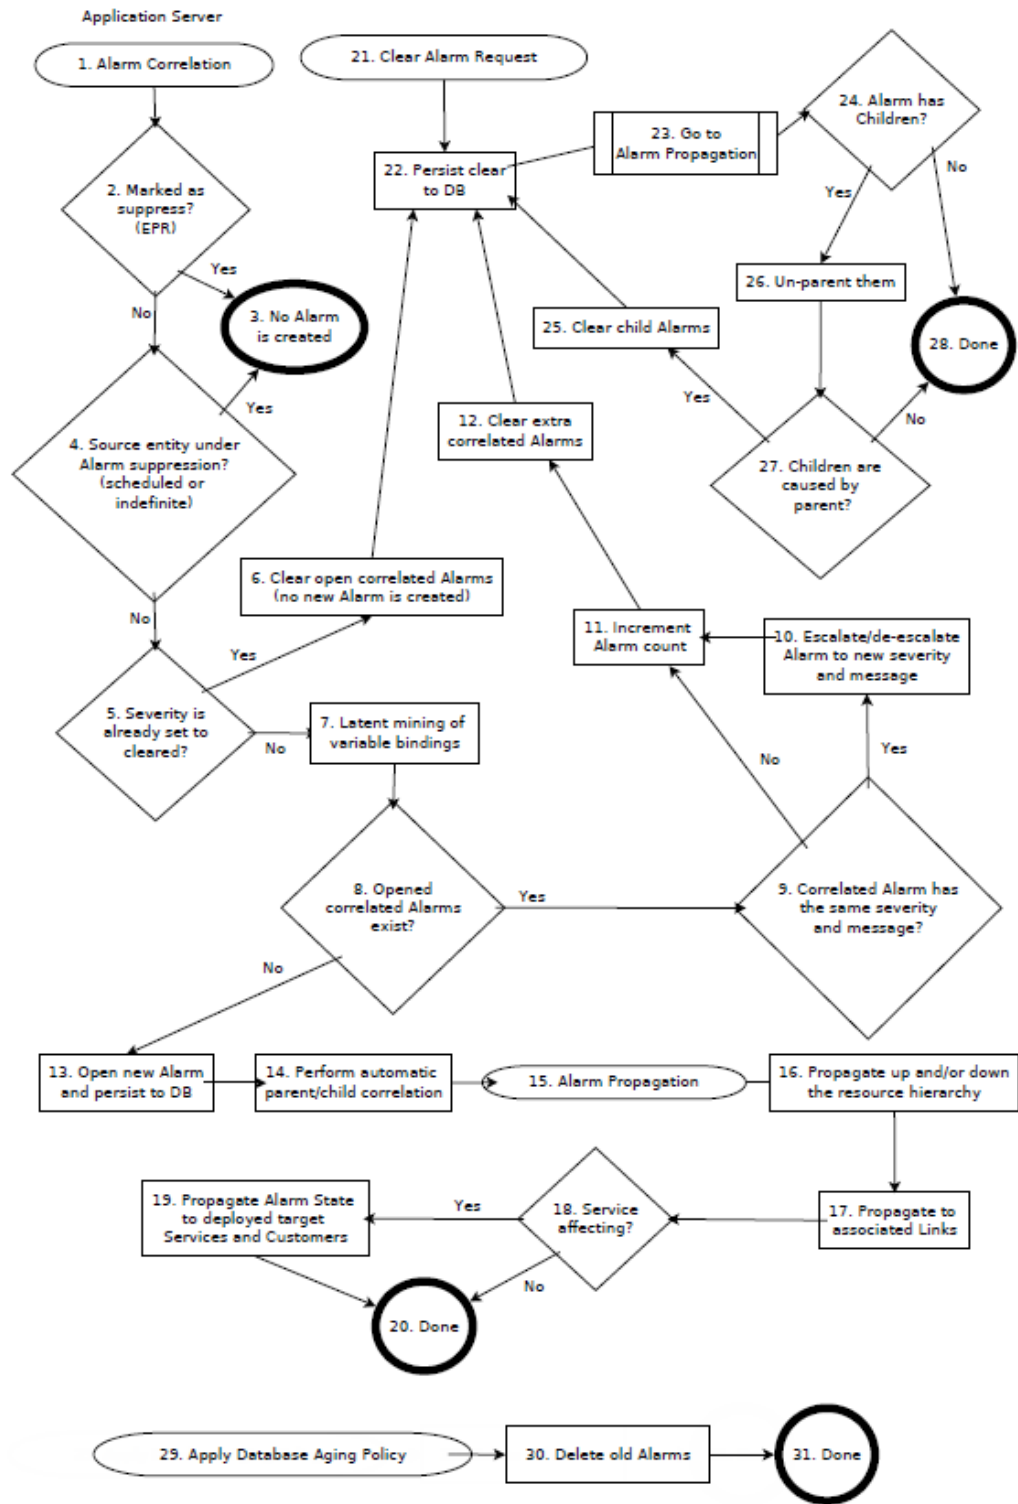 Application Server
1. Alarm Correlation
21. Clear Alarm Request
24. Alarm has
Children?
23. Go to
Alarm Propagation
22. Persist clear
to DB
2. Marked as
suppress?
(EPR)
Yes
No
Yes
No
3. No Alarm
is created
26. Un-parent them
25. Clear child Alarms
28. Done
Yes
Yes
No
4. Source entity under
Alarm suppression?
(scheduled or
indefinite)
12. Clear extra
correlated Alarms
27. Children are
caused by
parent?
No
6. Clear open correlated Alarms
(no new Alarm is created)
Yes
11. Increment
Alarm count
10. Escalate/de-escalate
Alarm to new severity
and message
5. Severity is
already set to
cleared?
No
7. Latent mining of
variable bindings
No
Yes
8. Opened
correlated Alarms
exist?
Yes
9. Correlated Alarm has
the same severity
and message?
No
13. Open new Alarm
and persist to DB
14. Perform automatic
parent/child correlation
15. Alarm Propagation
16. Propagate up and/or down
the resource hierarchy
19. Propagate Alarm State
to deployed target
Services and Customers
Yes
18. Service
affecting?
17. Propagate to
associated Links
No
20. Done
29. Apply Database Aging Policy
30. Delete old Alarms
31. Done